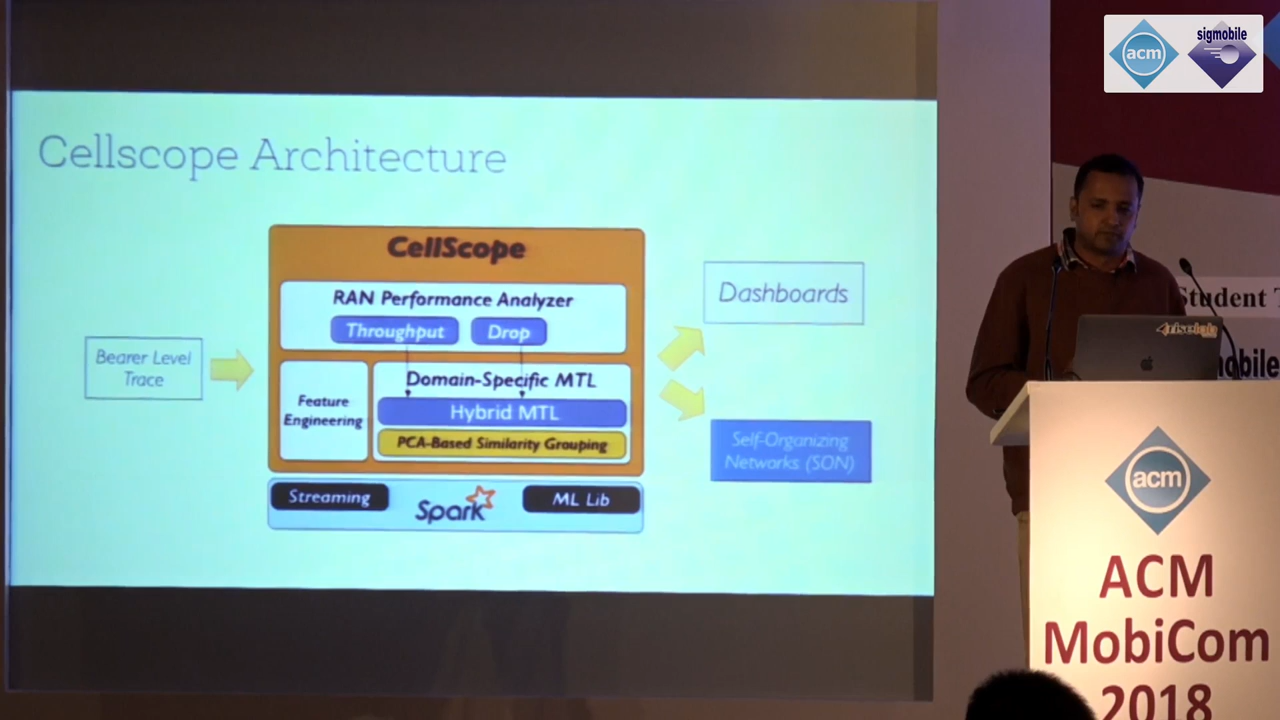 Cellscope Architecture
CellScope
RAN Performance Analyzer
Throughput
Drop
Bearer Level
Trace
Feature
Engineering
Domain-Specific MTL
Hybrid MTL
PCA-Based Similarity Grouping
Streaming
Spark
ML Lib
Dashboards
Self-Organizing
Networks (SON)
acm
sigmobile
Student
riselab
mobile
acm
ACM
MobiCom
2018